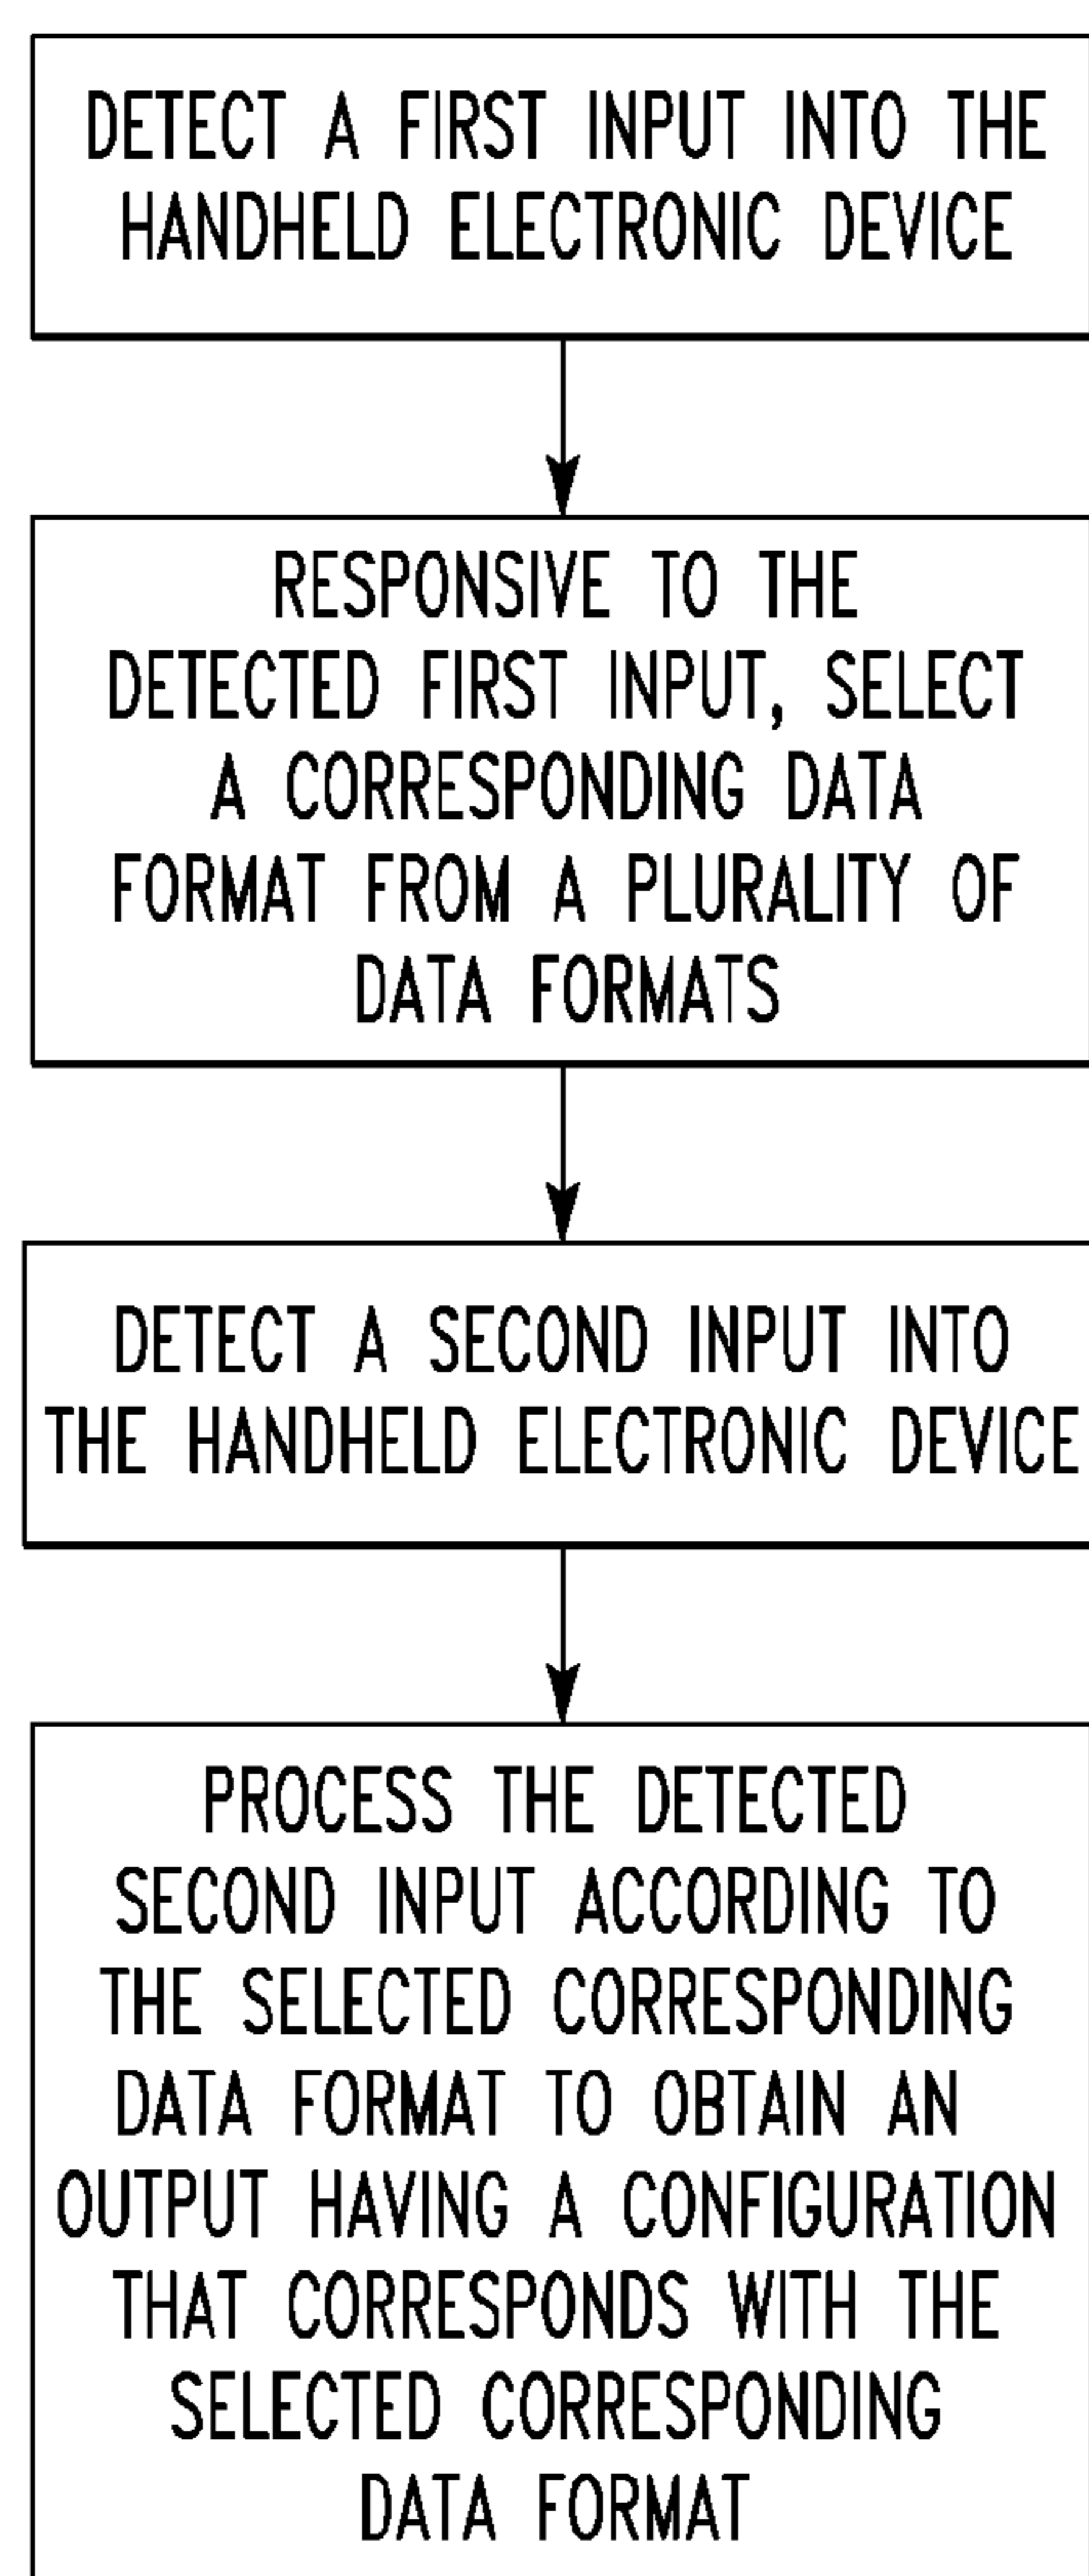 DETECT A FIRST INPUT INTO THE
HANDHELD ELECTRONIC DEVICE
RESPONSIVE TO THE
DETECTED FIRST INPUT, SELECT
A CORRESPONDING DATA
FORMAT FROM A PLURALITY OF
DATA FORMATS
DETECT A SECOND INPUT INTO
THE HANDHELD ELECTRONIC DEVICE
PROCESS THE DETECTED
SECOND INPUT ACCORDING TO
THE SELECTED CORRESPONDING
DATA FORMAT TO OBTAIN AN
OUTPUT HAVING A CONFIGURATION
THAT CORRESPONDS WITH THE
SELECTED CORRESPONDING
DATA FORMAT